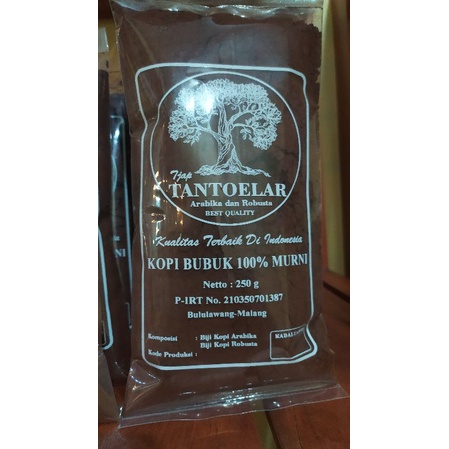 Tjap
TANTOELAR
Arabika dan Robusta
BEST QUALITY
Kualitas Terbaik Di Indonesia
KOPI BUBUK 100% MURNI
Netto : 250 g
P-IRT No. 210350701387
Bululawang-Malang
Komposisi : Biji Kopi Arabika
Biji Kopi Robusta
Kode Produksi :